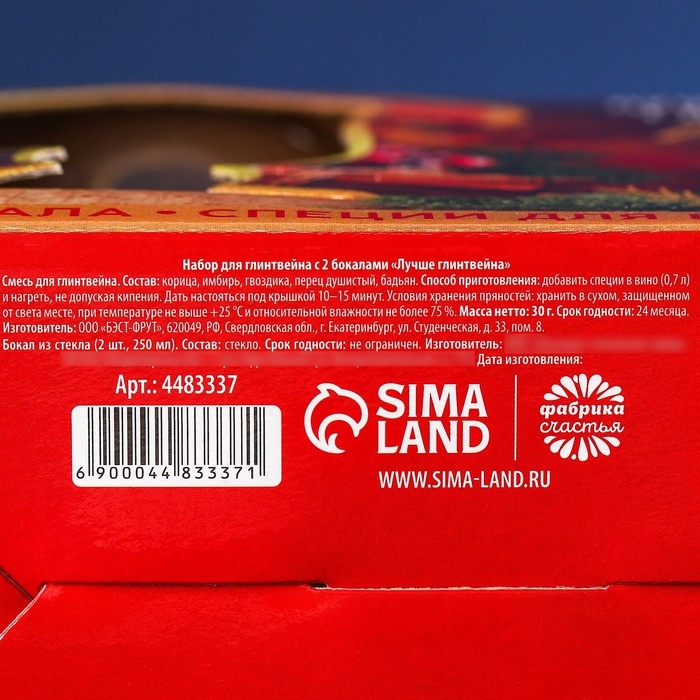 АЛА • СПЕЦИИ ДЛЯ
Набор для глинтвейна с 2 бокалами «Лучше глинтвейна»
Смесь для глинтвейна. Состав: корица, имбирь, гвоздика, перец душистый, бадьян. Способ приготовления: добавить специи в вино (0,7 л)
и нагреть, не допуская кипения. Дать настояться под крышкой 10–15 минут. Условия хранения пряностей: хранить в сухом, защищенном
от света месте, при температуре не выше +25 °С и относительной влажности не более 75 %. Масса нетто: 30 г. Срок годности: 24 месяца.
Изготовитель: ООО «БЭСТ-ФРУТ», 620049, РФ, Свердловская обл., г. Екатеринбург, ул. Студенческая, д. 33, пом. 8.
Бокал из стекла (2 шт., 250 мл). Состав: стекло. Срок годности: не ограничен. Изготовитель:
Дата изготовления:
Арт.: 4483337
6 900044 833371
SIMA
LAND
фабрика
счастья
WWW.SIMA-LAND.RU